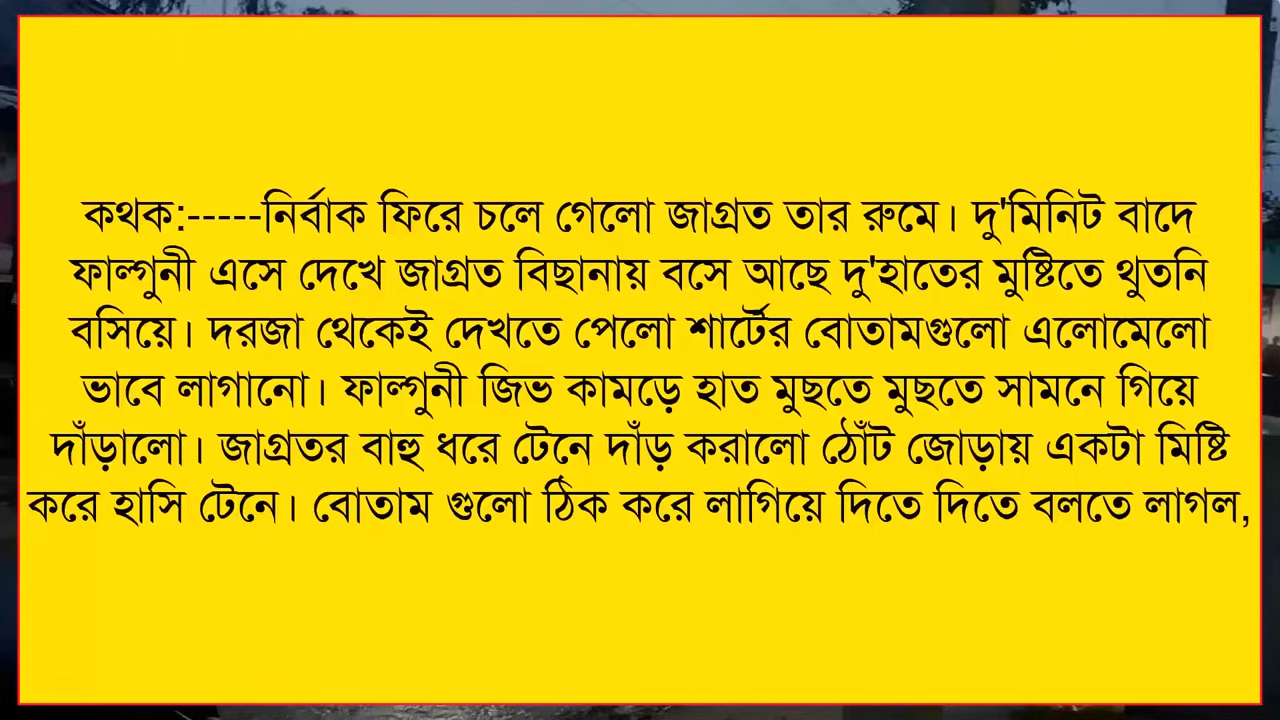 কথক:-----নির্বাক ফিরে চলে গেলো জাগ্রত তার রুমে। দু'মিনিট বাদে
ফাল্গুনী এসে দেখে জাগ্রত বিছানায় বসে আছে দু'হাতের মুষ্টিতে থুতনি
বসিয়ে। দরজা থেকেই দেখতে পেলো শার্টের বোতামগুলো এলোমেলো
ভাবে লাগানো। ফাল্গুনী জিভ কামড়ে হাত মুছতে মুছতে সামনে গিয়ে
দাঁড়ালো। জাগ্রতর বাহু ধরে টেনে দাঁড় করালো ঠোঁট জোড়ায় একটা মিষ্টি
করে হাসি টেনে। বোতাম গুলো ঠিক করে লাগিয়ে দিতে দিতে বলতে লাগল,